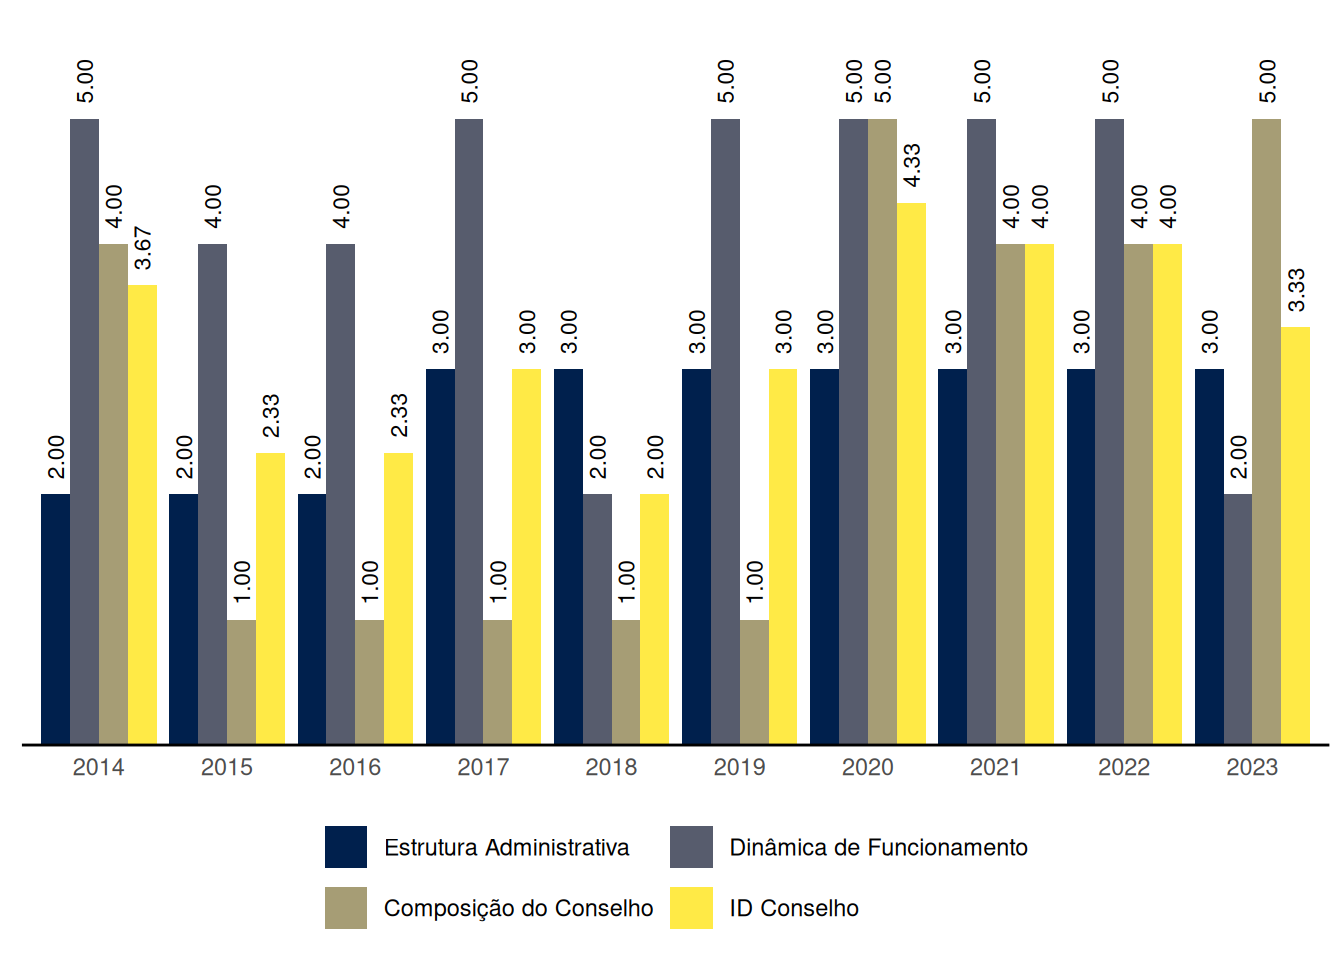 5.00 5.00 5.00 5.00 5.00 5.00 5.00 5.00
4.33
4.00 4.00 4.00 4.00 4.00 4.00 4.00
3.67
3.33
3.00 3.00 3.00 3.00 3.00 3.00 3.00 3.00 3.00
2.33 2.33
2.00 2.00 2.00 2.00 2.00 2.00
1.00 1.00 1.00 1.00 1.00
2014 2015 2016 2017 2018 2019 2020 2021 2022 2023
Estrutura Administrativa Dinâmica de Funcionamento
Composição do Conselho ID Conselho